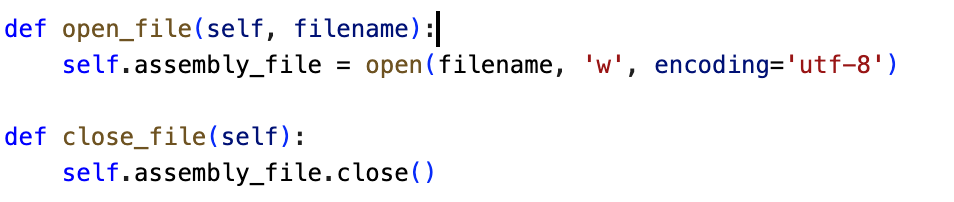 def open_file(self, filename):
    self.assembly_file = open(filename, 'w', encoding='utf-8')

def close_file(self):
    self.assembly_file.close()